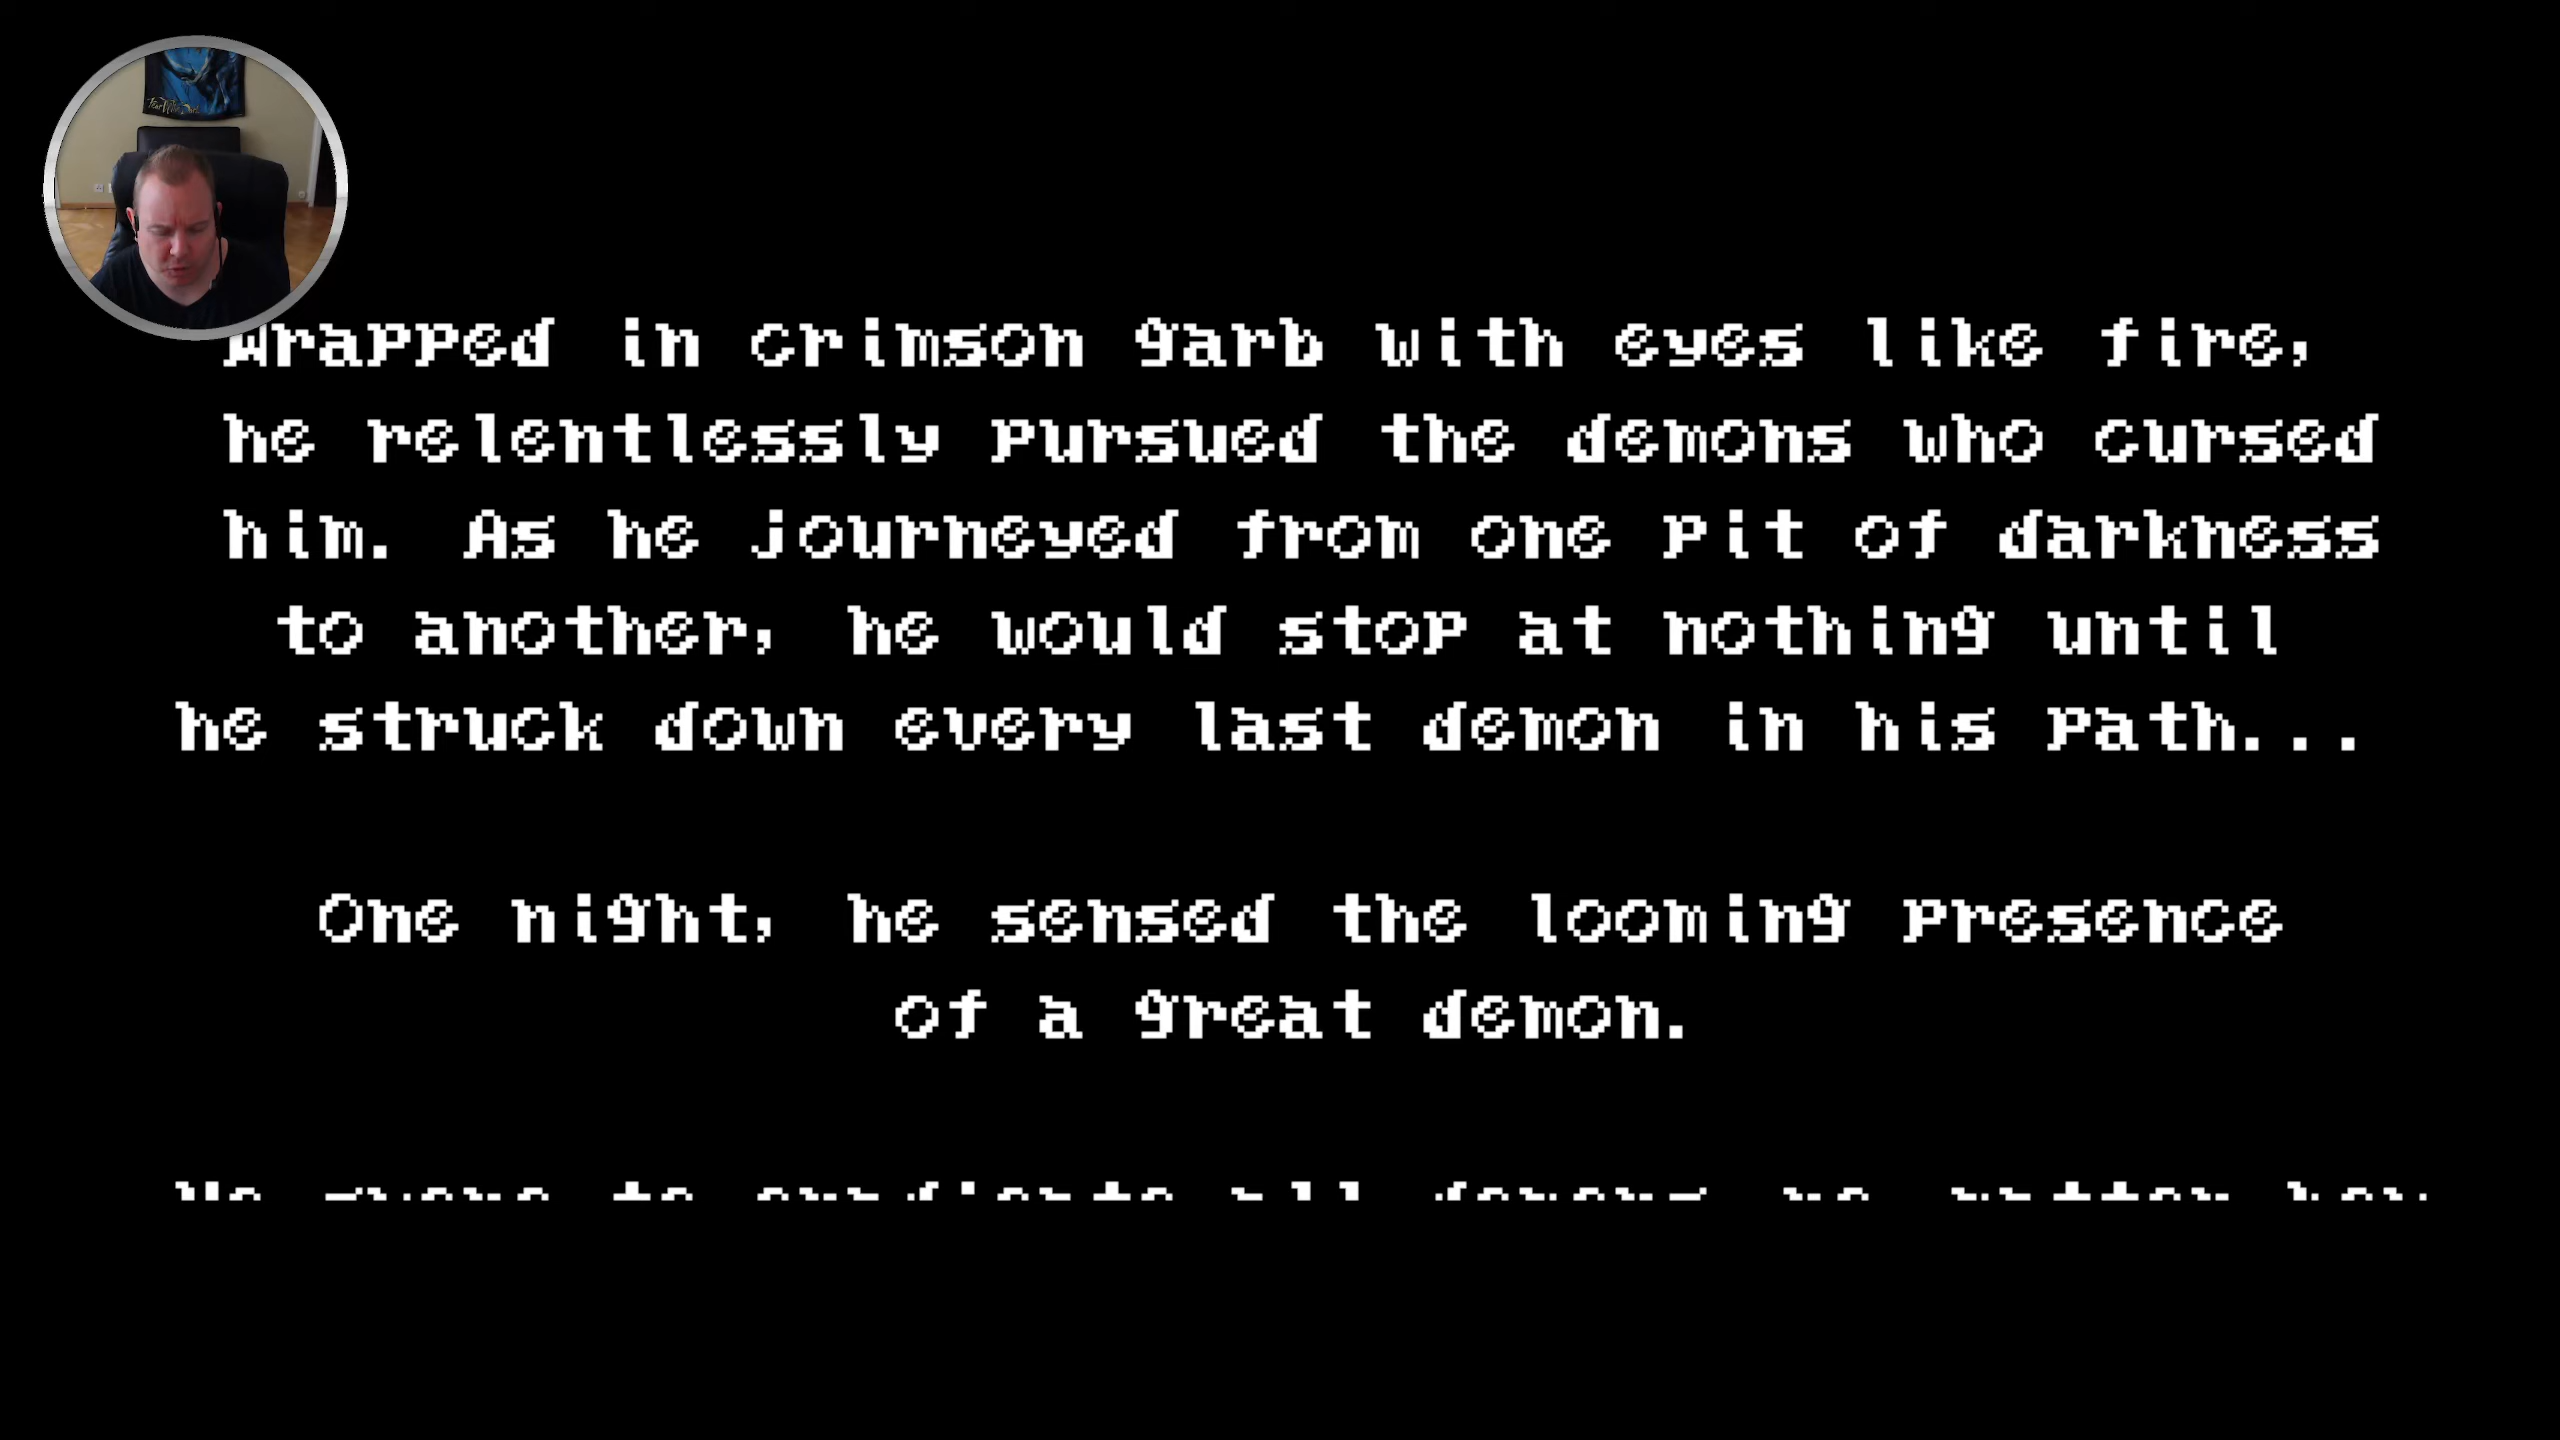 Wrapped in crimson garb with eyes like fire,
he relentlessly pursued the demons who cursed
him. As he journeyed from one pit of darkness
to another, he would stop at nothing until
he struck down every last demon in his path...
One night, he sensed the looming presence
of a great demon.